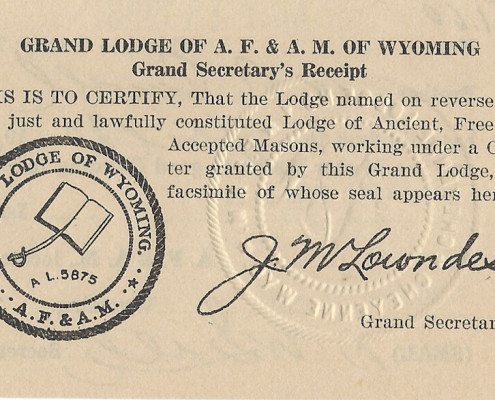 GRAND LODGE OF A. F. & A. M. OF WYOMING
Grand Secretary's Receipt
IS IS TO CERTIFY, That the Lodge named on reverse
just and lawfully constituted Lodge of Ancient, Free
Accepted Masons, working under a C
ter granted by this Grand Lodge,
facsimile of whose seal appears her
LODGE OF WYOMING.
A L. 5875
A. F. & A. M.
J. M Lowndes
CHEYENNE
Grand Secretar